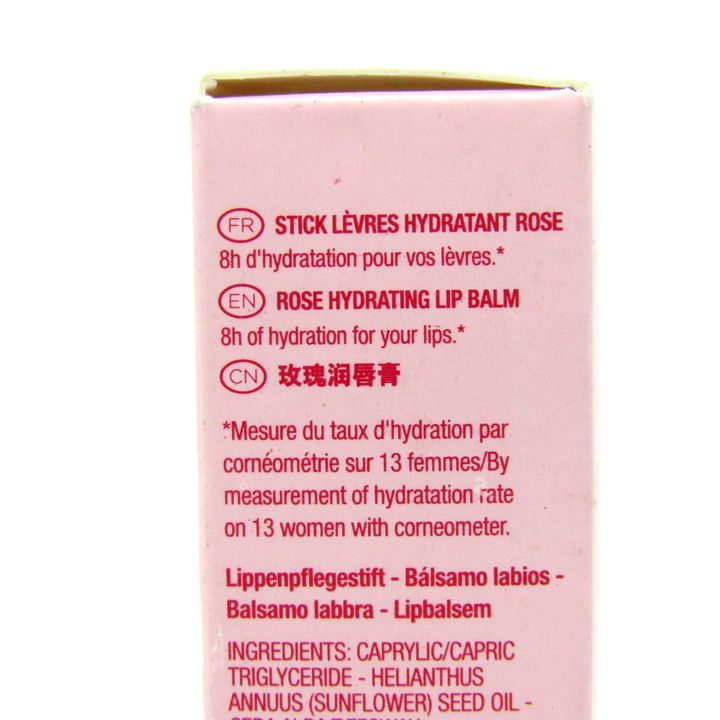 FR STICK LÈVRES HYDRATANT ROSE
8h d'hydratation pour vos lèvres.*
EN ROSE HYDRATING LIP BALM
8h of hydration for your lips.*
CN 玫瑰润唇膏
*Mesure du taux d'hydration par
cornéométrie sur 13 femmes/By
measurement of hydratation rate
on 13 women with corneometer.
Lippenpflegestift - Bálsamo labios -
Balsamo labbra - Lipbalsem
INGREDIENTS: CAPRYLIC/CAPRIC
TRIGLYCERIDE - HELIANTHUS
ANNUUS (SUNFLOWER) SEED OIL -